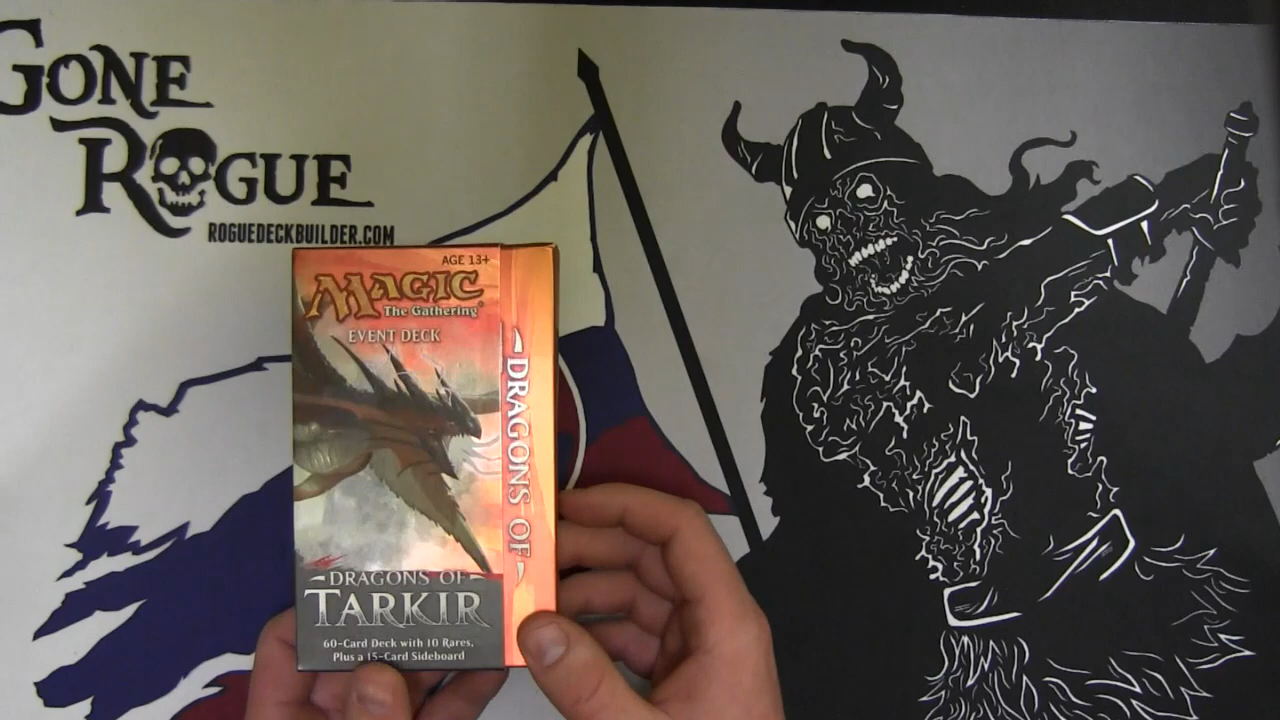 GONE
ROGUE
ROGUEDECKBUILDER.COM
AGE 13+
MAGIC
The Gathering®
EVENT DECK
DRAGONS OF
TARKIR
60-Card Deck with 10 Rares,
Plus a 15-Card Sideboard
DRAGONS OF